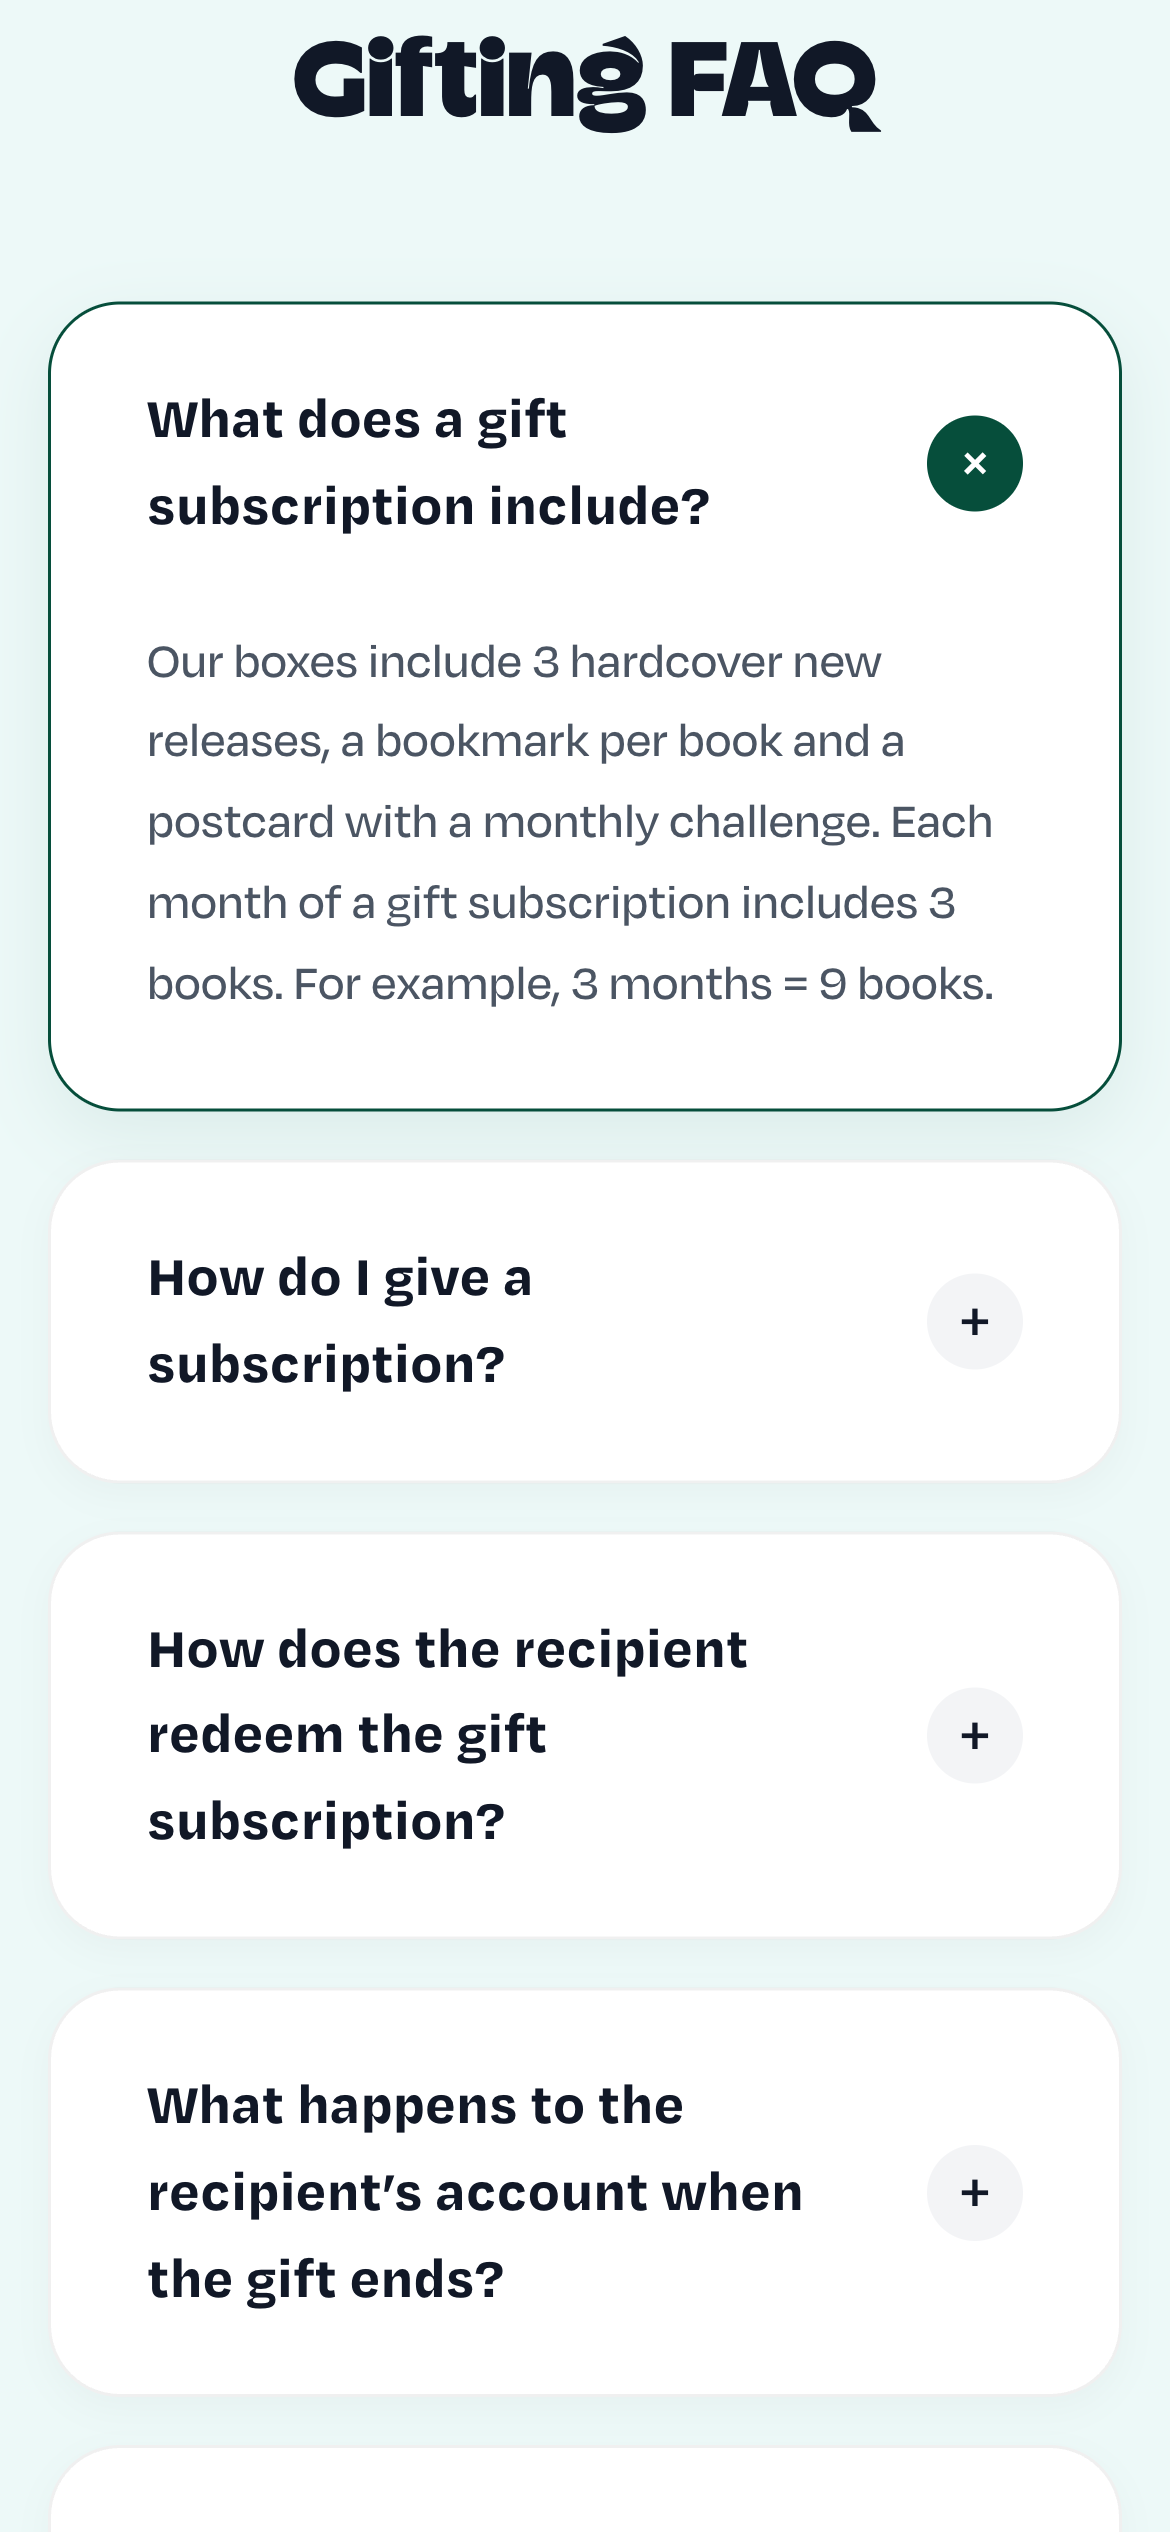 Gifting FAQ
What does a gift
subscription include?
×
Our boxes include 3 hardcover new
releases, a bookmark per book and a
postcard with a monthly challenge. Each
month of a gift subscription includes 3
books. For example, 3 months = 9 books.
How do I give a
subscription?
+
How does the recipient
redeem the gift
subscription?
+
What happens to the
recipient’s account when
the gift ends?
+